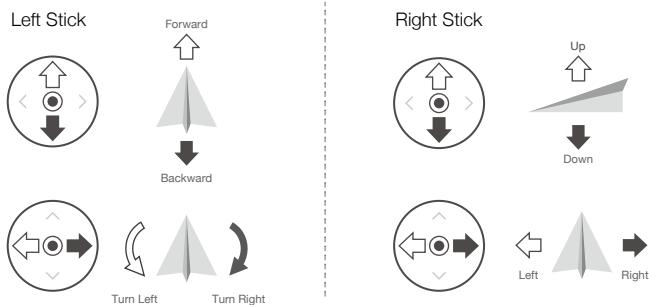 Left Stick
Forward
Backward
Turn Left
Turn Right
Right Stick
Up
Down
Left
Right